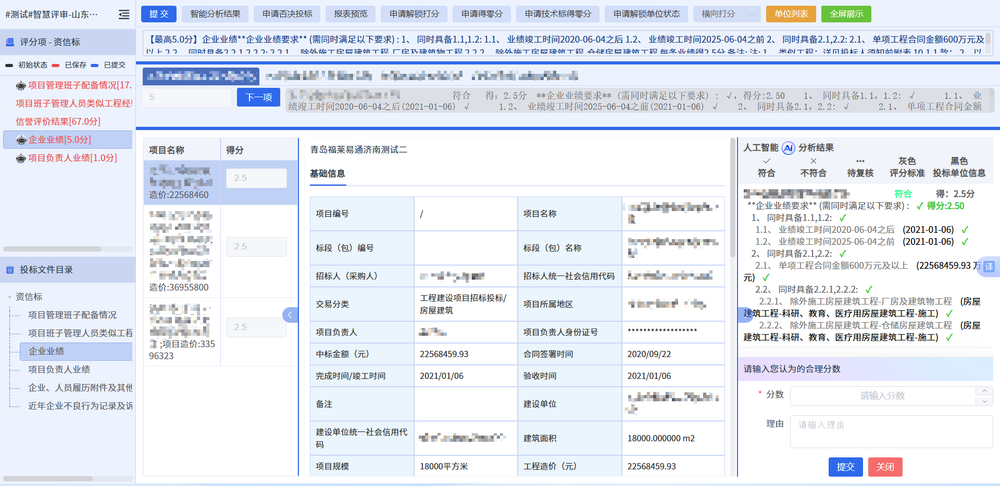 #测试#智慧评审-山东···
提 交
智能分析结果
申请否决投标
报表预览
申请解锁打分
申请得零分
申请技术标得零分
申请解锁单位状态
横向打分
单位列表
全屏展示
评分项 - 资信标
初始状态
已保存
已提交
项目管理班子配备情况[17.
项目班子管理人员类似工程经
信誉评价结果[67.0分]
企业业绩[5.0分]
项目负责人业绩[1.0分]
投标文件目录
资信标
项目管理班子配备情况
项目班子管理人员类似工程
企业业绩
项目负责人业绩
企业、人员履历附件及其他
近年企业不良行为记录及诉
【最高5.0分】企业业绩**企业业绩要求** (需同时满足以下要求) : 1、 同时具备1.1,1.2: 1.1、 业绩竣工时间2020-06-04之后 1.2、 业绩竣工时间2025-06-04之前 2、 同时具备2.1,2.2: 2.1、 单项工程合同金额600万元及
以上 2.2、 同时具备2.2.1,2.2.2: 2.2.1、 除外施工房屋建筑工程-厂房及建筑物工程 2.2.2、 除外施工房屋建筑工程-仓储房屋建筑工程 每条业绩得2.5分 备注: 注: 1、 类似工程: 详见投标人须知前附表 10.1.1 款; 2、 以
5
下一项
符合 得: 2.5分 **企业业绩要求** (需同时满足以下要求) : √, 得分:2.50 1、 同时具备1.1, 1.2: √ 1.1、 业
绩竣工时间2020-06-04之后(2021-01-06) √ 1.2、 业绩竣工时间2025-06-04之前(2021-01-06) √ 2、 同时具备2.1, 2.2: √ 2.1、 单项工程合同金额
项目名称
得分
造价:22568460
2.5
造价:36955800
2.5
;项目造价:335
96323
2.5
青岛福莱易通济南测试二
基础信息
项目编号 / 项目名称
标段（包）编号 标段（包）名称
招标人（采购人） 招标人统一社会信用代码
交易分类 工程建设项目招标投标/
房屋建筑 项目所属地区
项目负责人 项目负责人身份证号 ******************
中标金额（元） 22568459.93 合同签署时间 2020/09/22
完成时间/竣工时间 2021/01/06 验收时间 2021/01/06
备注 建设单位
建设单位统一社会信用代
码 建筑面积 18000.000000 m2
项目规模 18000平方米 工程造价（元） 22568459.93
人工智能 Ai 分析结果
✓ × ··· 灰色 黑色
符合 不符合 待复核 评分标准 投标单位信息
符合 得：2.5分
**企业业绩要求** (需同时满足以下要求) : ✓ 得分:2.50
1、 同时具备1.1,1.2: ✓
1.1、 业绩竣工时间2020-06-04之后 (2021-01-06) ✓
1.2、 业绩竣工时间2025-06-04之前 (2021-01-06) ✓
2、 同时具备2.1,2.2: ✓
2.1、 单项工程合同金额600万元及以上 (22568459.93 万
元) ✓
2.2、 同时具备2.2.1,2.2.2: ✓
2.2.1、 除外施工房屋建筑工程-厂房及建筑物工程 (房屋
建筑工程-科研、教育、医疗用房屋建筑工程-施工) ✓
2.2.2、 除外施工房屋建筑工程-仓储房屋建筑工程 (房屋
建筑工程-科研、教育、医疗用房屋建筑工程-施工) ✓
译
请输入您认为的合理分数
* 分数 请输入分数
理由 请输入理由
提交
关闭